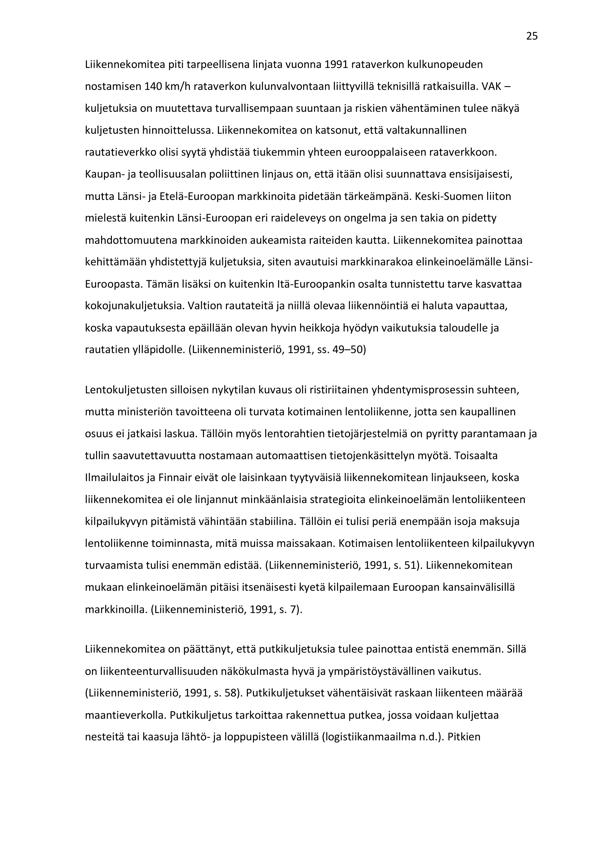 25
Liikennekomitea piti tarpeellisena linjata vuonna 1991 rataverkon kulkunopeuden
nostamisen 140 km/h rataverkon kulunvalvontaan liittyvillä teknisillä ratkaisuilla. VAK –
kuljetuksia on muutettava turvallisempaan suuntaan ja riskien vähentäminen tulee näkyä
kuljetusten hinnoittelussa. Liikennekomitea on katsonut, että valtakunnallinen
rautatieverkko olisi syytä yhdistää tiukemmin yhteen eurooppalaiseen rataverkkoon.
Kaupan- ja teollisuusalan poliittinen linjaus on, että itään olisi suunnattava ensisijaisesti,
mutta Länsi- ja Etelä-Euroopan markkinoita pidetään tärkeämpänä. Keski-Suomen liiton
mielestä kuitenkin Länsi-Euroopan eri raideleveys on ongelma ja sen takia on pidetty
mahdottomuutena markkinoiden aukeamista raiteiden kautta. Liikennekomitea painottaa
kehittämään yhdistettyjä kuljetuksia, siten avautuisi markkinarakoa elinkeinoelämälle Länsi-
Euroopasta. Tämän lisäksi on kuitenkin Itä-Euroopankin osalta tunnistettu tarve kasvattaa
kokojunakuljetuksia. Valtion rautateitä ja niillä olevaa liikennöintiä ei haluta vapauttaa,
koska vapautuksesta epäillään olevan hyvin heikkoja hyödyn vaikutuksia taloudelle ja
rautatien ylläpidolle. (Liikenneministeriö, 1991, ss. 49–50)
Lentokuljetusten silloisen nykytilan kuvaus oli ristiriitainen yhdentymisprosessin suhteen,
mutta ministeriön tavoitteena oli turvata kotimainen lentoliikenne, jotta sen kaupallinen
osuus ei jatkaisi laskua. Tällöin myös lentorahtien tietojärjestelmiä on pyritty parantamaan ja
tullin saavutettavuutta nostamaan automaattisen tietojenkäsittelyn myötä. Toisaalta
Ilmailulaitos ja Finnair eivät ole laisinkaan tyytyväisiä liikennekomitean linjaukseen, koska
liikennekomitea ei ole linjannut minkäänlaisia strategioita elinkeinoelämän lentoliikenteen
kilpailukyvyn pitämistä vähintään stabiilina. Tällöin ei tulisi periä enempään isoja maksuja
lentoliikenne toiminnasta, mitä muissa maissakaan. Kotimaisen lentoliikenteen kilpailukyvyn
turvaamista tulisi enemmän edistää. (Liikenneministeriö, 1991, s. 51). Liikennekomitean
mukaan elinkeinoelämän pitäisi itsenäisesti kyetä kilpailemaan Euroopan kansainvälisillä
markkinoilla. (Liikenneministeriö, 1991, s. 7).
Liikennekomitea on päättänyt, että putkikuljetuksia tulee painottaa entistä enemmän. Sillä
on liikenteenturvallisuuden näkökulmasta hyvä ja ympäristöystävällinen vaikutus.
(Liikenneministeriö, 1991, s. 58). Putkikuljetukset vähentäisivät raskaan liikenteen määrää
maantieverkolla. Putkikuljetus tarkoittaa rakennettua putkea, jossa voidaan kuljettaa
nesteitä tai kaasuja lähtö- ja loppupisteen välillä (logistiikanmaailma n.d.). Pitkien